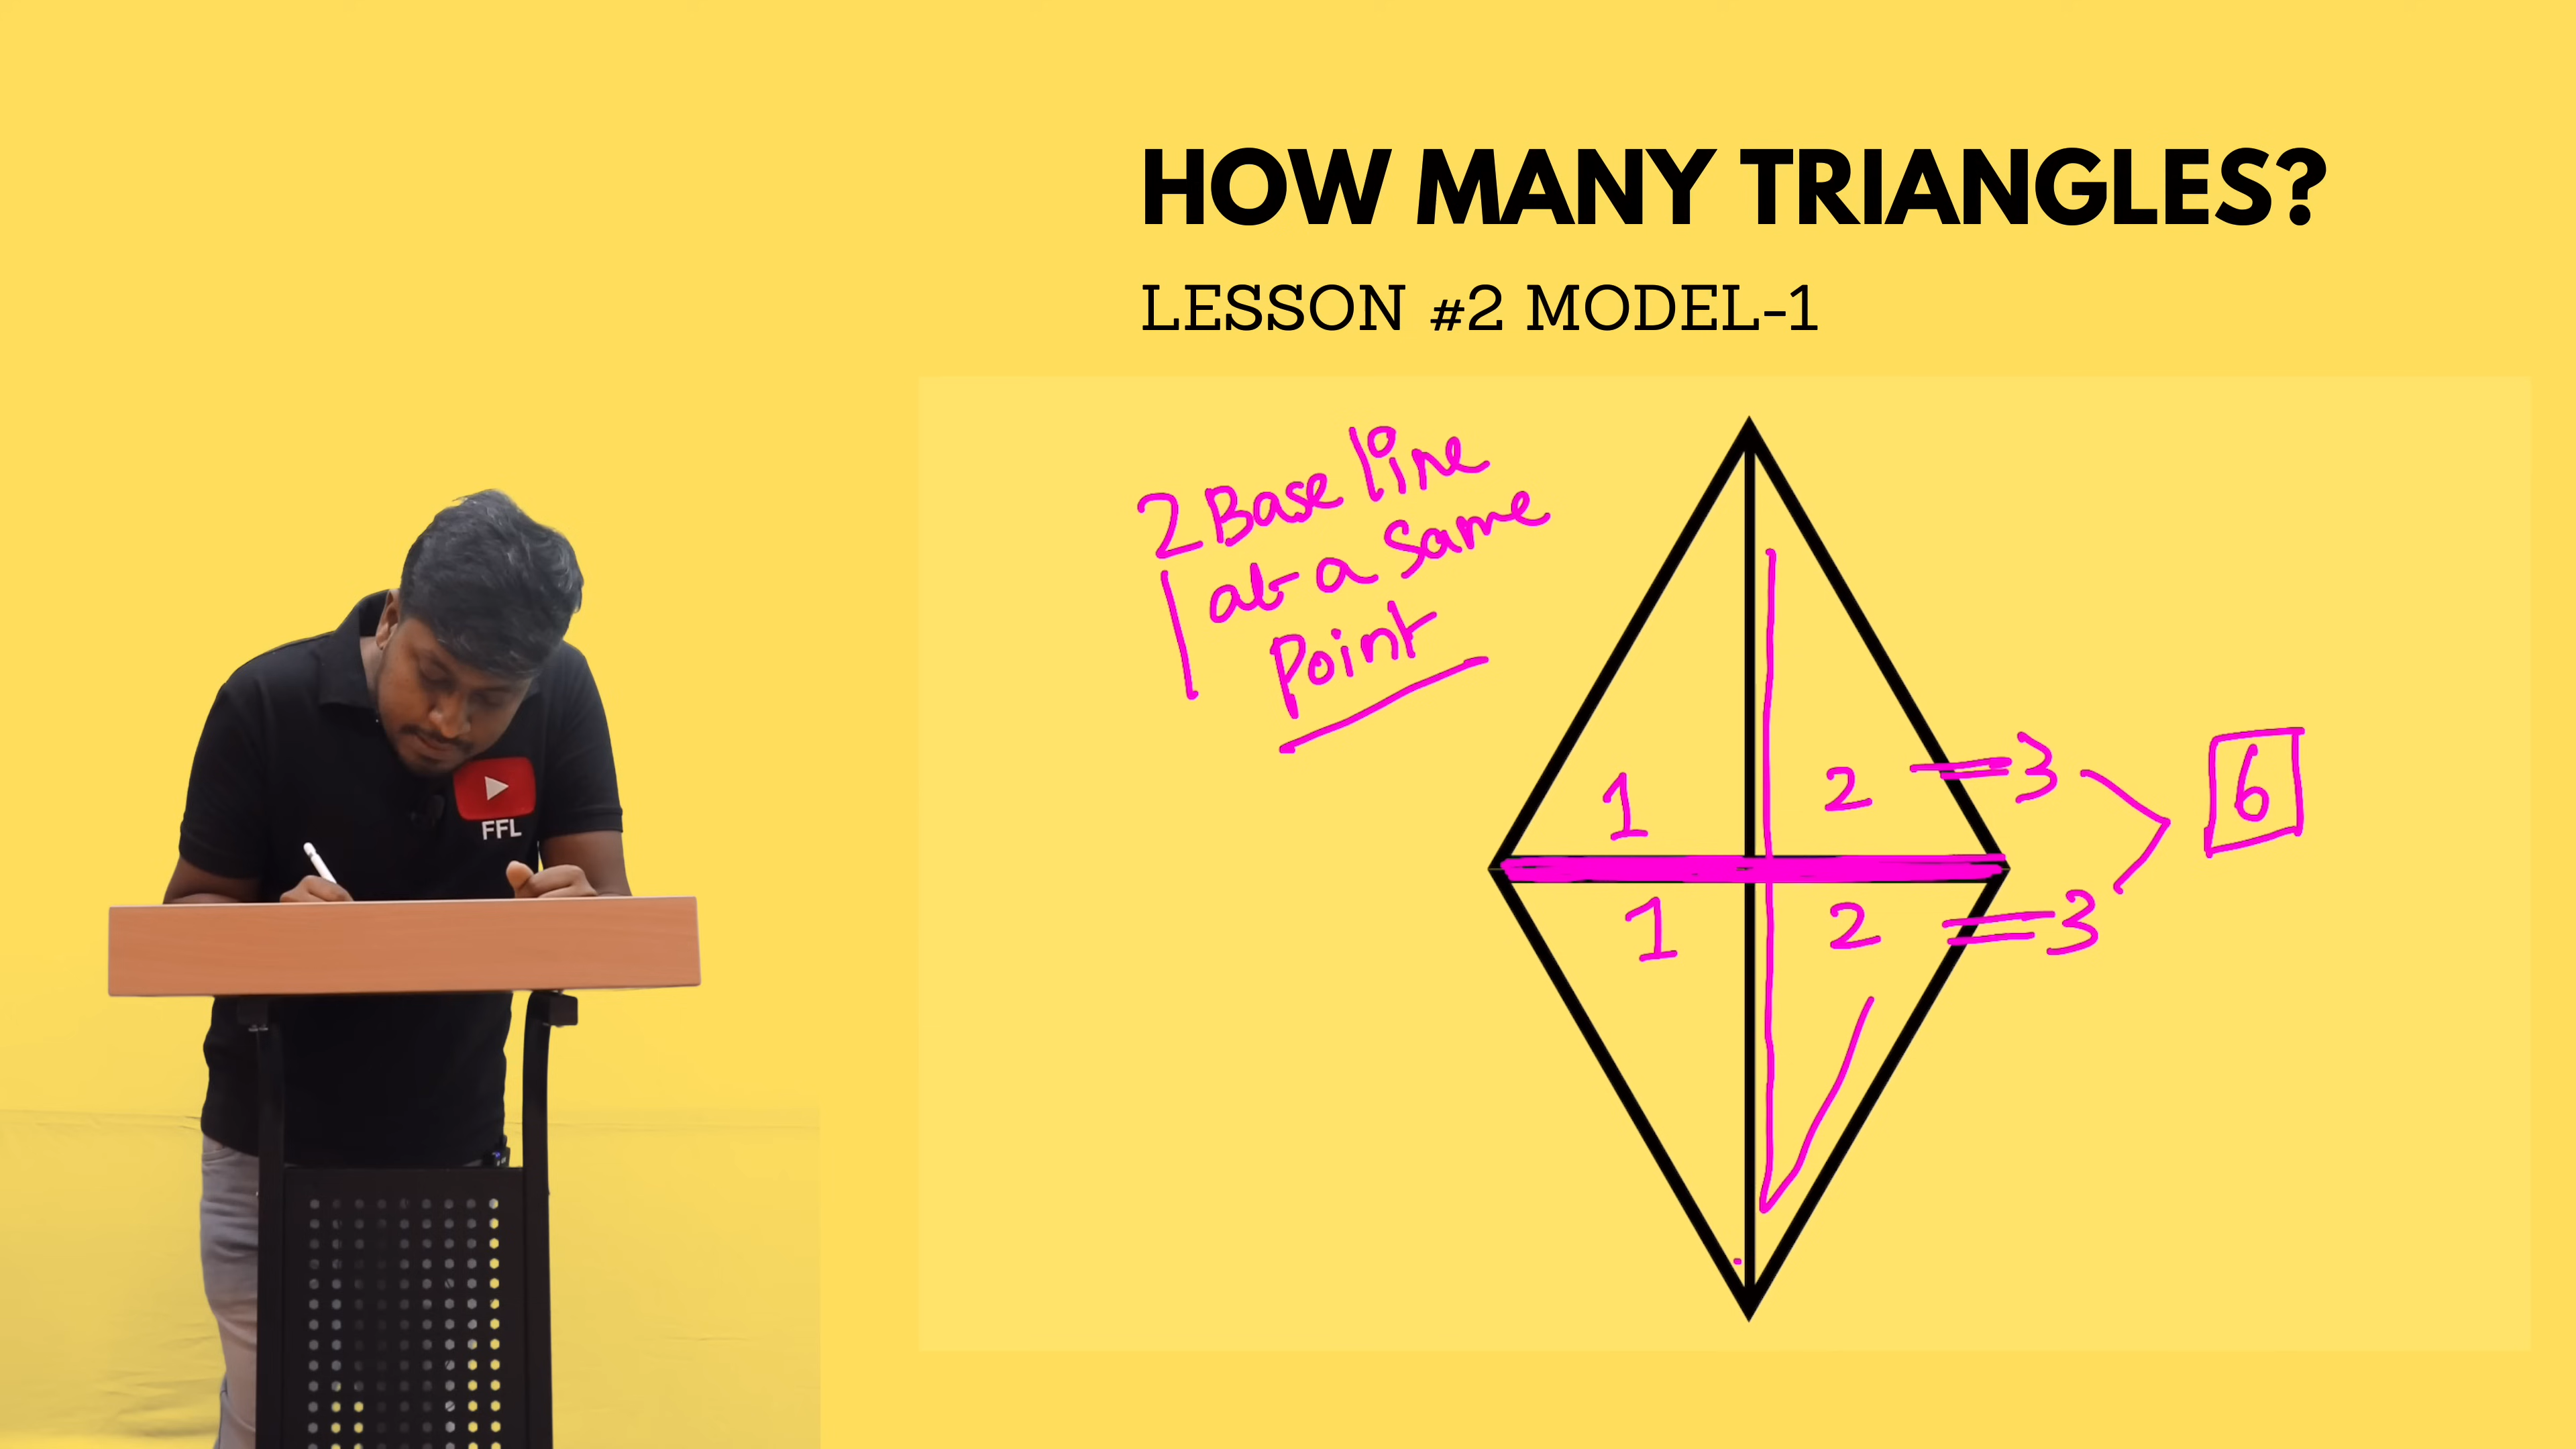 HOW MANY TRIANGLES?
LESSON #2 MODEL-1
2 Base line
at a same
Point
1 2 = 3
6
1 2 = 3
FFL